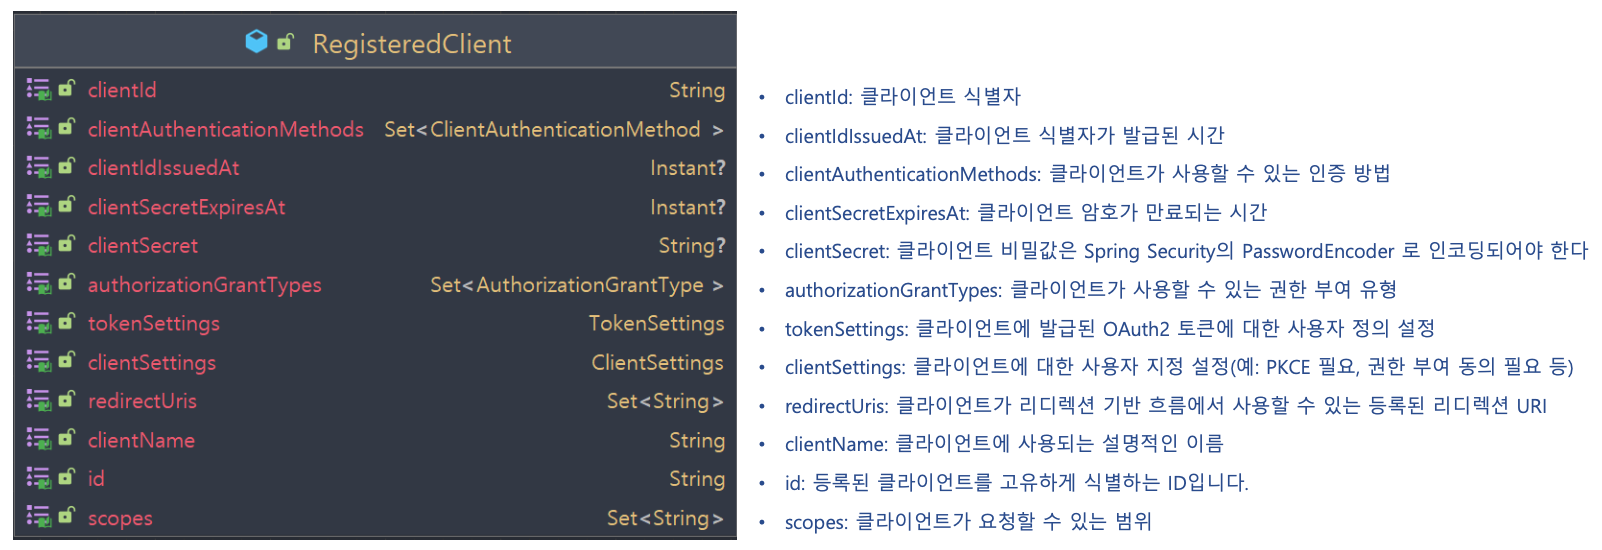 RegisteredClient
clientId String
clientAuthenticationMethods Set<ClientAuthenticationMethod >
clientIdIssuedAt Instant?
clientSecretExpiresAt Instant?
clientSecret String?
authorizationGrantTypes Set<AuthorizationGrantType >
tokenSettings TokenSettings
clientSettings ClientSettings
redirectUris Set<String>
clientName String
id String
scopes Set<String>
• clientId: 클라이언트 식별자
• clientIdIssuedAt: 클라이언트 식별자가 발급된 시간
• clientAuthenticationMethods: 클라이언트가 사용할 수 있는 인증 방법
• clientSecretExpiresAt: 클라이언트 암호가 만료되는 시간
• clientSecret: 클라이언트 비밀값은 Spring Security의 PasswordEncoder 로 인코딩되어야 한다
• authorizationGrantTypes: 클라이언트가 사용할 수 있는 권한 부여 유형
• tokenSettings: 클라이언트에 발급된 OAuth2 토큰에 대한 사용자 정의 설정
• clientSettings: 클라이언트에 대한 사용자 지정 설정(예: PKCE 필요, 권한 부여 동의 필요 등)
• redirectUris: 클라이언트가 리디렉션 기반 흐름에서 사용할 수 있는 등록된 리디렉션 URI
• clientName: 클라이언트에 사용되는 설명적인 이름
• id: 등록된 클라이언트를 고유하게 식별하는 ID입니다.
• scopes: 클라이언트가 요청할 수 있는 범위